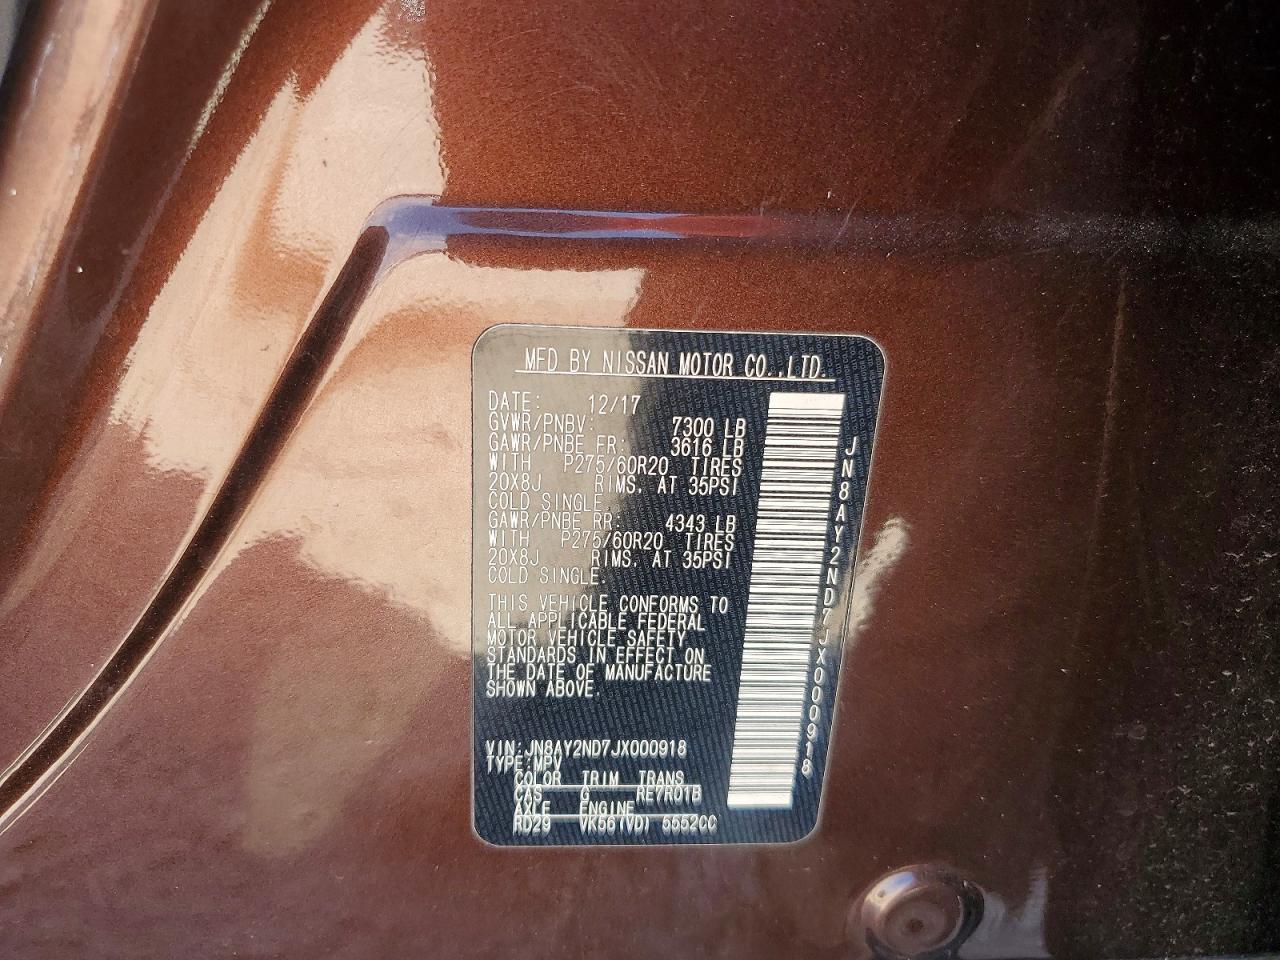 MFD BY NISSAN MOTOR CO.,LTD.
DATE: 12/17
GVWR/PNBV: 7300 LB
GAWR/PNBE FR: 3616 LB
WITH P275/60R20 TIRES
20X8J RIMS, AT 35PSI
COLD SINGLE.
GAWR/PNBE RR: 4343 LB
WITH P275/60R20 TIRES
20X8J RIMS, AT 35PSI
COLD SINGLE.
THIS VEHICLE CONFORMS TO
ALL APPLICABLE FEDERAL
MOTOR VEHICLE SAFETY
STANDARDS IN EFFECT ON
THE DATE OF MANUFACTURE
SHOWN ABOVE.
VIN:JN8AY2ND7JX000918
TYPE:MPV
COLOR TRIM TRANS
CAS G RE7R01B
AXLE ENGINE
RD29 VK56(VD) 5552CC
JN8AY2ND7JX000918